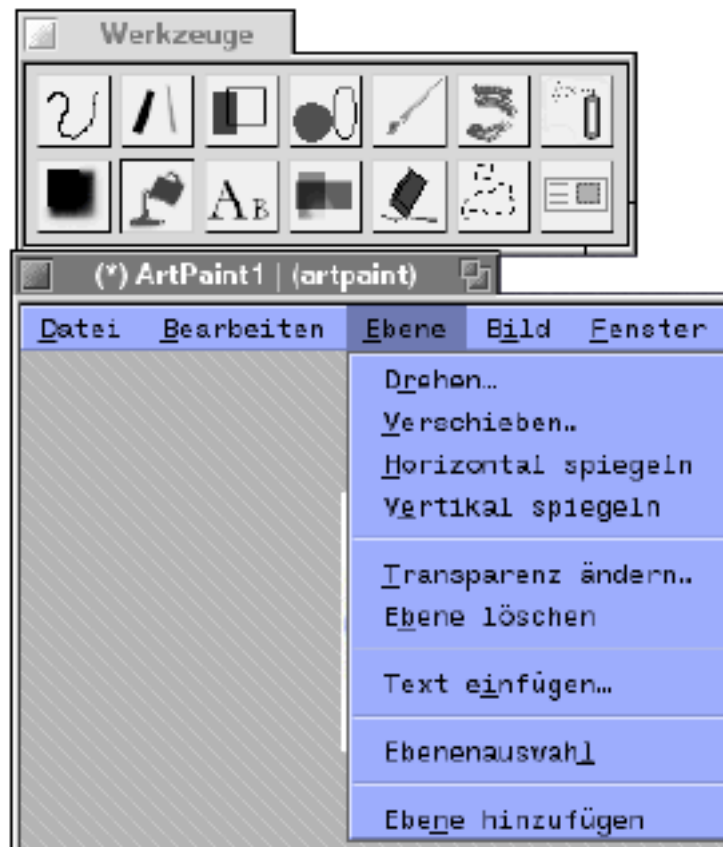 Werkzeuge
AB
(*) ArtPaint1 | (artpaint)
Datei Bearbeiten Ebene Bild Fenster
Drehen…
Verschieben..
Horizontal spiegeln
Vertikal spiegeln
Transparenz ändern..
Ebene löschen
Text einfügen…
Ebenenauswahl
Ebene hinzufügen